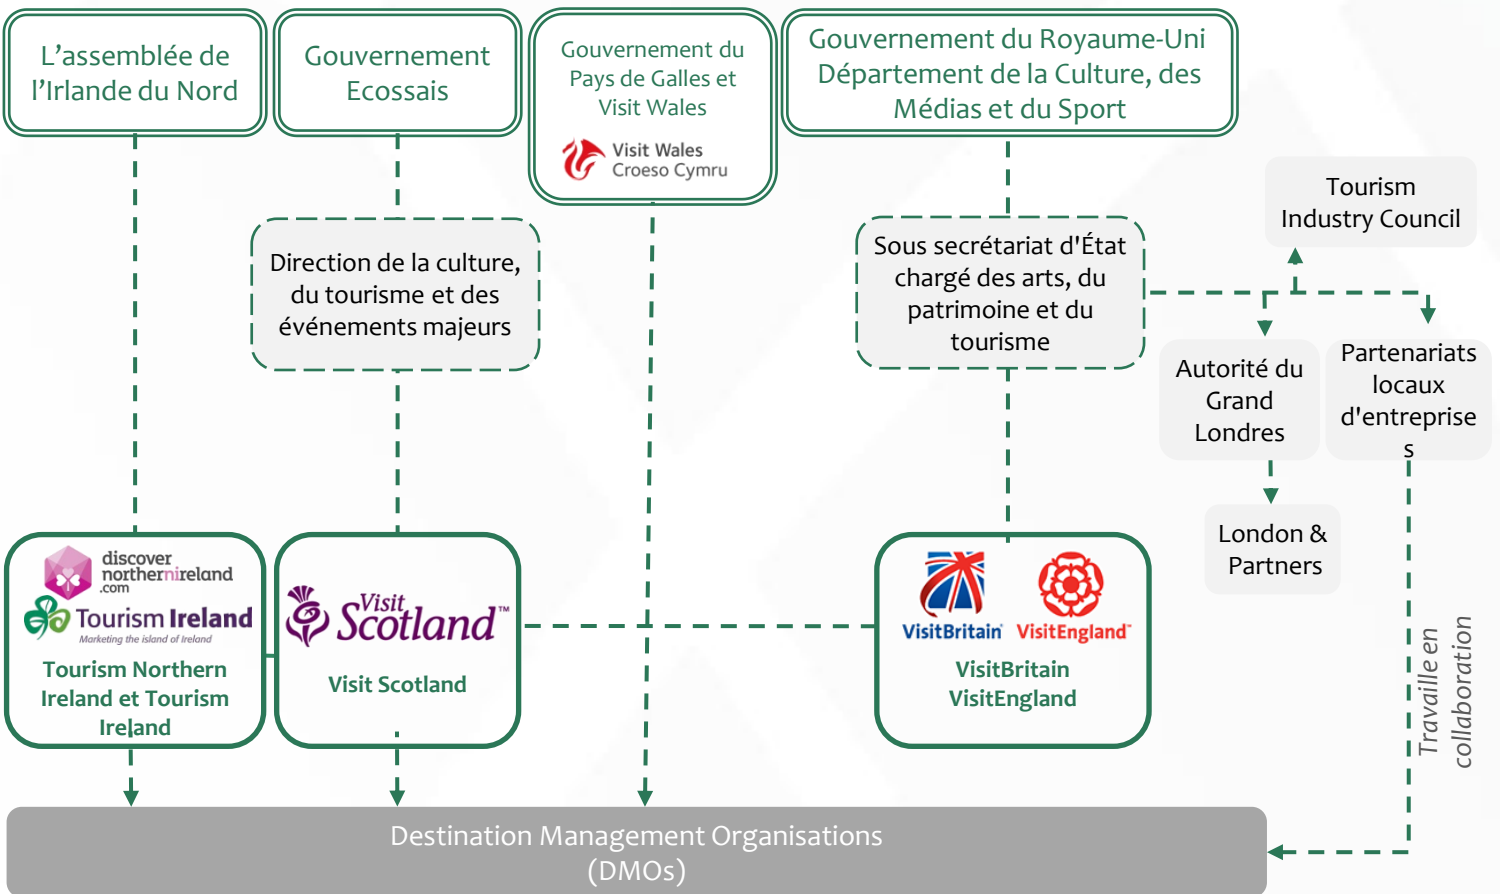 L'assemblée de
l'Irlande du Nord
Gouvernement
Ecossais
Gouvernement du
Pays de Galles et
Visit Wales
Visit Wales
Croeso Cymru
Gouvernement du Royaume-Uni
Département de la Culture, des
Médias et du Sport
Tourism
Industry Council
Direction de la culture,
du tourisme et des
événements majeurs
Sous secrétariat d'État
chargé des arts, du
patrimoine et du
tourisme
Autorité du
Grand
Londres
Partenariats
locaux
d'entreprise
s
London &
Partners
discover
northernireland
.com
Tourism Ireland
Marketing the island of Ireland
Tourism Northern
Ireland et Tourism
Ireland
Visit
Scotland™
Visit Scotland
VisitBritain
VisitEngland™
VisitBritain
VisitEngland
Travaille en
collaboration
Destination Management Organisations
(DMOs)